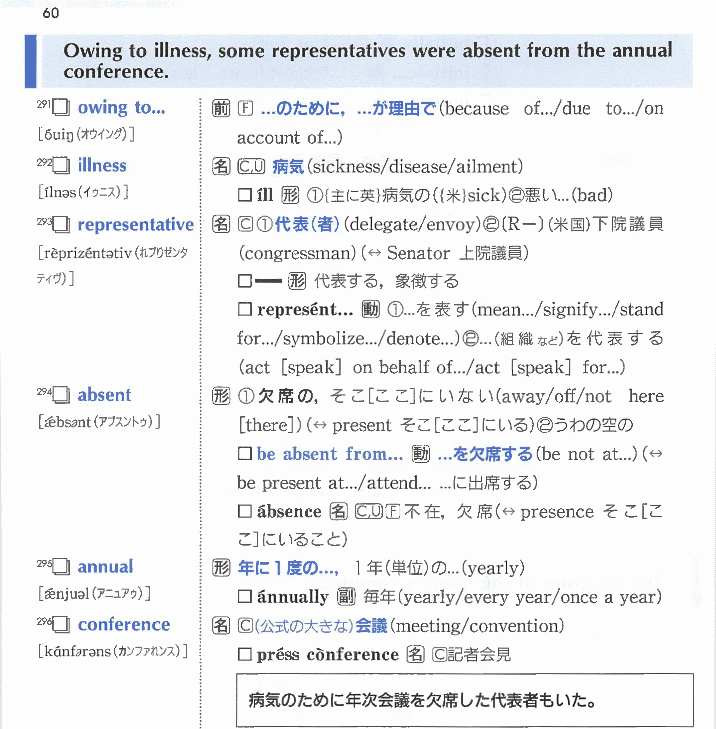 60
Owing to illness, some representatives were absent from the annual
conference.
291□ owing to... 前 F ...のために，...が理由で(because of.../due to.../on
[óuiŋ(オウイング)] account of...)
292□ illness 名 C,U 病気(sickness/disease/ailment)
[ílnəs(イゥニス)] □ íll 形 ①{主に英}病気の({米}sick)②悪い...(bad)
293□ representative 名 C ①代表(者)(delegate/envoy)②(R－)(米国)下院議員
[rèprizéntətiv(れプりゼンタ (congressman)(↔ Senator 上院議員)
ティヴ)] □━ 形 代表する，象徴する
□ represént... 動 ①...を表す(mean.../signify.../stand
for.../symbolize.../denote...)②...(組織など)を代表する
(act [speak] on behalf of.../act [speak] for...)
294□ absent 形 ①欠席の，そこ[ここ]にいない(away/off/not here
[ǽbsənt(アブスントゥ)] [there])(↔ present そこ[ここ]にいる)②うわの空の
□ be absent from... 動 ...を欠席する(be not at...)(↔
be present at.../attend... ...に出席する)
□ ábsence 名 C,U F 不在，欠席(↔ presence そこ[こ
こ]にいること)
295□ annual 形 年に1度の...，1年(単位)の...(yearly)
[ǽnjuəl(アニュアゥ)] □ ánnually 副 毎年(yearly/every year/once a year)
296□ conference 名 C(公式の大きな)会議(meeting/convention)
[kɑ́nfərəns(カンファれンス)] □ préss cònference 名 C記者会見
病気のために年次会議を欠席した代表者もいた。